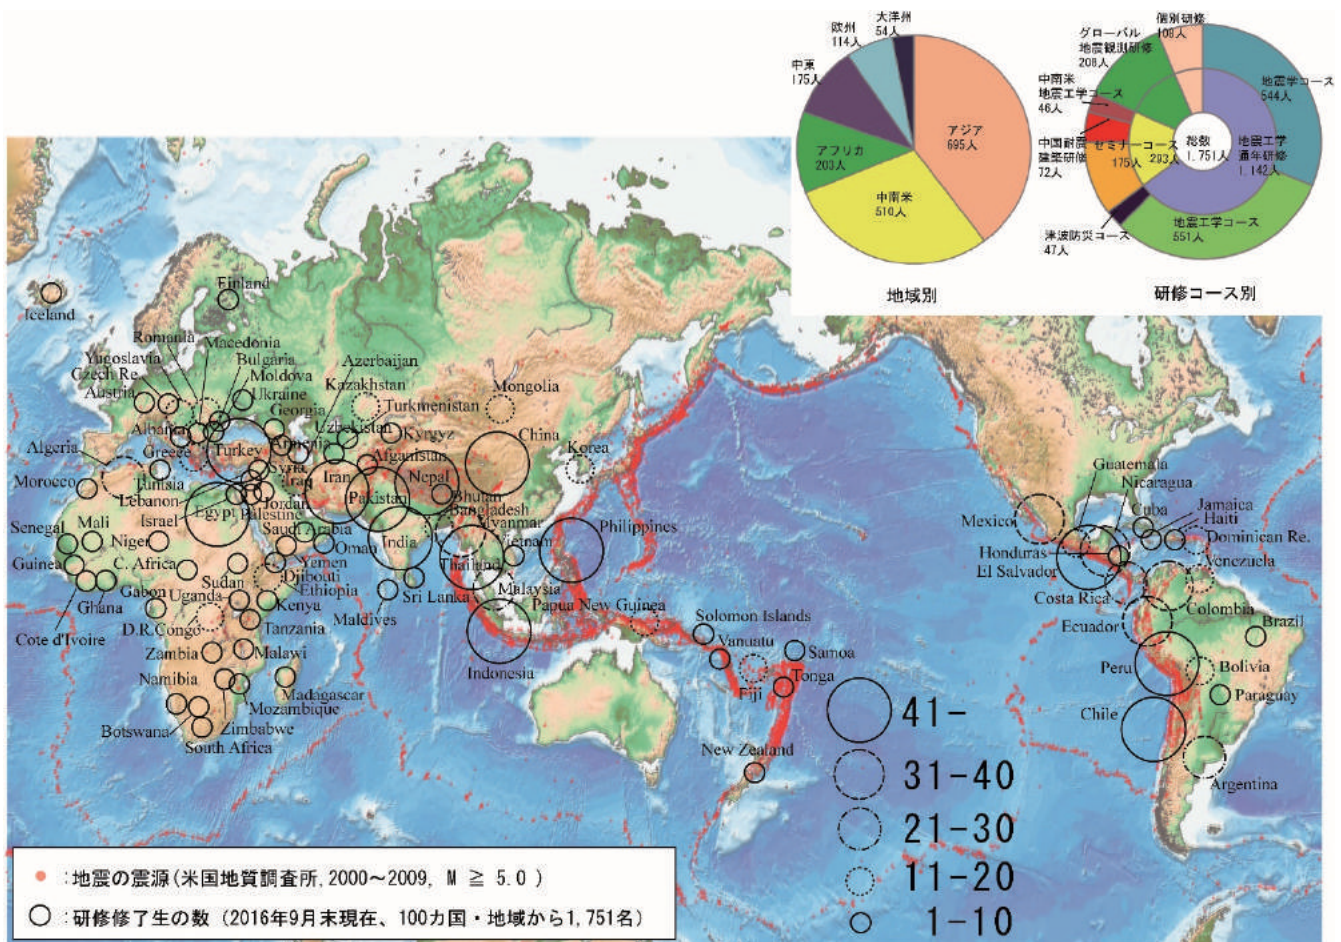 欧州
114人
大洋州
54人
中東
175人
アジア
695人
アフリカ
203人
中南米
510人
地域別
個別研修
109人
グローバル
地震観測研修
208人
中南米
地震工学コース
46人
中国耐震
建築研修
72人
セミナーコース
175人
293人
総数
1,751人
地震学コース
544人
地震工学
通年研修
1,142人
地震工学コース
551人
津波防災コース
47人
研修コース別
Iceland
Finland
Romania
Macedonia
Yugoslavia
Bulgaria
Czech Re.
Moldova
Austria
Ukraine
Azerbaijan
Kazakhstan
Mongolia
Georgia
Turkmenistan
Uzbekistan
Albania
Kyrgyz
China
Algeria
Greece
Turkey
Armenia
Afganistan
Korea
Morocco
Tunisia
Syria
Iraq
Iran
Nepal
Lebanon
Jordan
Pakistan
Bhutan
Israel
Egypt
Palestine
Bangladesh
Senegal
Mali
Niger
Saudi Arabia
India
Myanmar
Vietnam
Philippines
Oman
Guinea
C. Africa
Yemen
Thailand
Sudan
Djibouti
Gabon
Uganda
Ethiopia
Malaysia
Ghana
Kenya
Sri Lanka
Papua New Guinea
Cote d'Ivoire
D.R.Congo
Tanzania
Maldives
Solomon Islands
Zambia
Malawi
Vanuatu
Samoa
Namibia
Madagascar
Indonesia
Fiji
Tonga
Mozambique
Botswana
Zimbabwe
South Africa
New Zealand
Guatemala
Nicaragua
Mexico
Cuba
Jamaica
Haiti
Honduras
Dominican Re.
El Salvador
Venezuela
Costa Rica
Colombia
Ecuador
Brazil
Peru
Bolivia
Paraguay
Chile
Argentina
41-
31-40
21-30
11-20
1-10
:地震の震源(米国地質調査所,2000～2009, M ≧ 5.0 )
:研修修了生の数 (2016年9月末現在、100カ国・地域から1,751名)